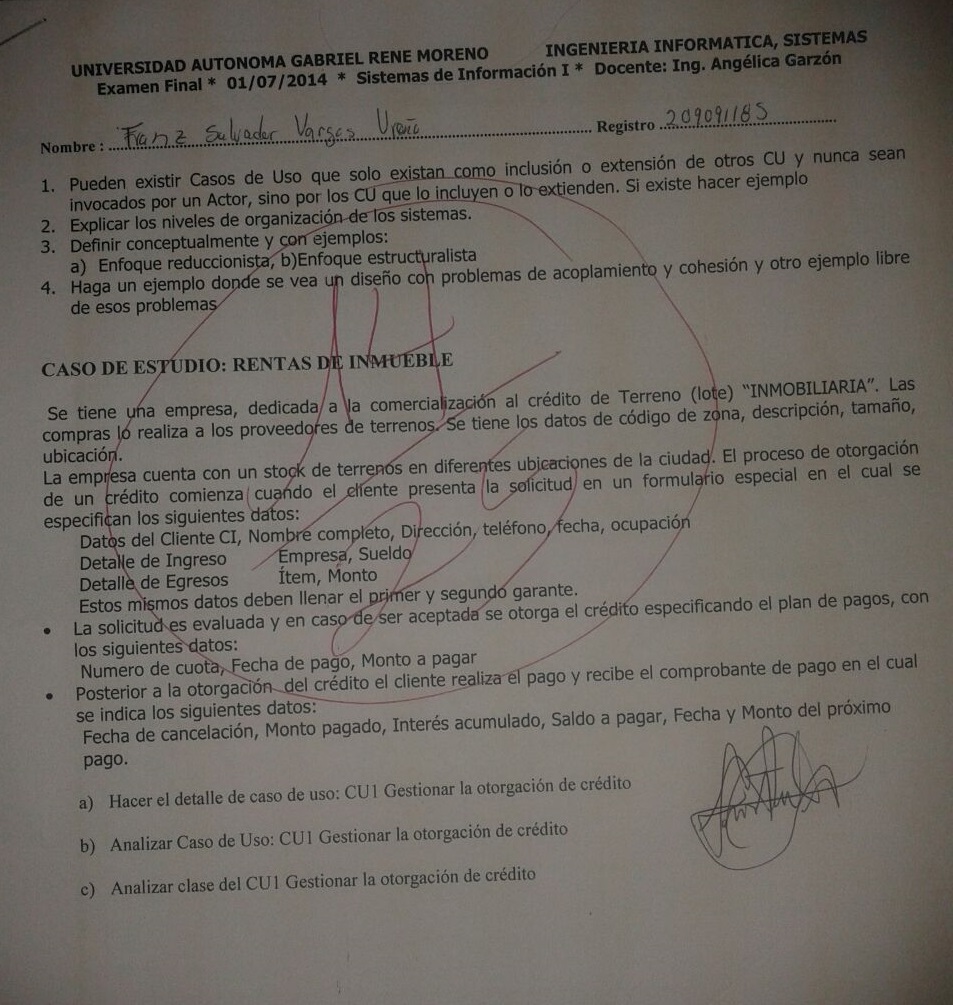 UNIVERSIDAD AUTONOMA GABRIEL RENE MORENO INGENIERIA INFORMATICA, SISTEMAS
Examen Final * 01/07/2014 * Sistemas de Información I * Docente: Ing. Angélica Garzón
Nombre : Franz Salvador Vargas Ureña Registro 209091185
1. Pueden existir Casos de Uso que solo existan como inclusión o extensión de otros CU y nunca sean
invocados por un Actor, sino por los CU que lo incluyen o lo extienden. Si existe hacer ejemplo
2. Explicar los niveles de organización de los sistemas.
3. Definir conceptualmente y con ejemplos:
a) Enfoque reduccionista, b)Enfoque estructuralista
4. Haga un ejemplo donde se vea un diseño con problemas de acoplamiento y cohesión y otro ejemplo libre
de esos problemas
CASO DE ESTUDIO: RENTAS DE INMUEBLE
Se tiene una empresa, dedicada a la comercialización al crédito de Terreno (lote) “INMOBILIARIA”. Las
compras lo realiza a los proveedores de terrenos. Se tiene los datos de código de zona, descripción, tamaño,
ubicación.
La empresa cuenta con un stock de terrenos en diferentes ubicaciones de la ciudad. El proceso de otorgación
de un crédito comienza cuando el cliente presenta la solicitud en un formulario especial en el cual se
especifican los siguientes datos:
Datos del Cliente CI, Nombre completo, Dirección, teléfono, fecha, ocupación
Detalle de Ingreso Empresa, Sueldo
Detalle de Egresos Ítem, Monto
Estos mismos datos deben llenar el primer y segundo garante.
• La solicitud es evaluada y en caso de ser aceptada se otorga el crédito especificando el plan de pagos, con
los siguientes datos:
Numero de cuota, Fecha de pago, Monto a pagar
• Posterior a la otorgación del crédito el cliente realiza el pago y recibe el comprobante de pago en el cual
se indica los siguientes datos:
Fecha de cancelación, Monto pagado, Interés acumulado, Saldo a pagar, Fecha y Monto del próximo
pago.
a) Hacer el detalle de caso de uso: CU1 Gestionar la otorgación de crédito
b) Analizar Caso de Uso: CU1 Gestionar la otorgación de crédito
c) Analizar clase del CU1 Gestionar la otorgación de crédito